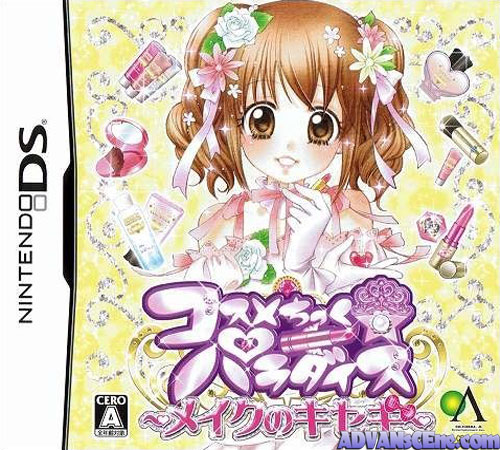 NINTENDO DS
コスメちっく
パラダイス
～メイクのキセキ～
CERO
A
全年齢対象
GLOBAL・A
ADVANSCEne.com